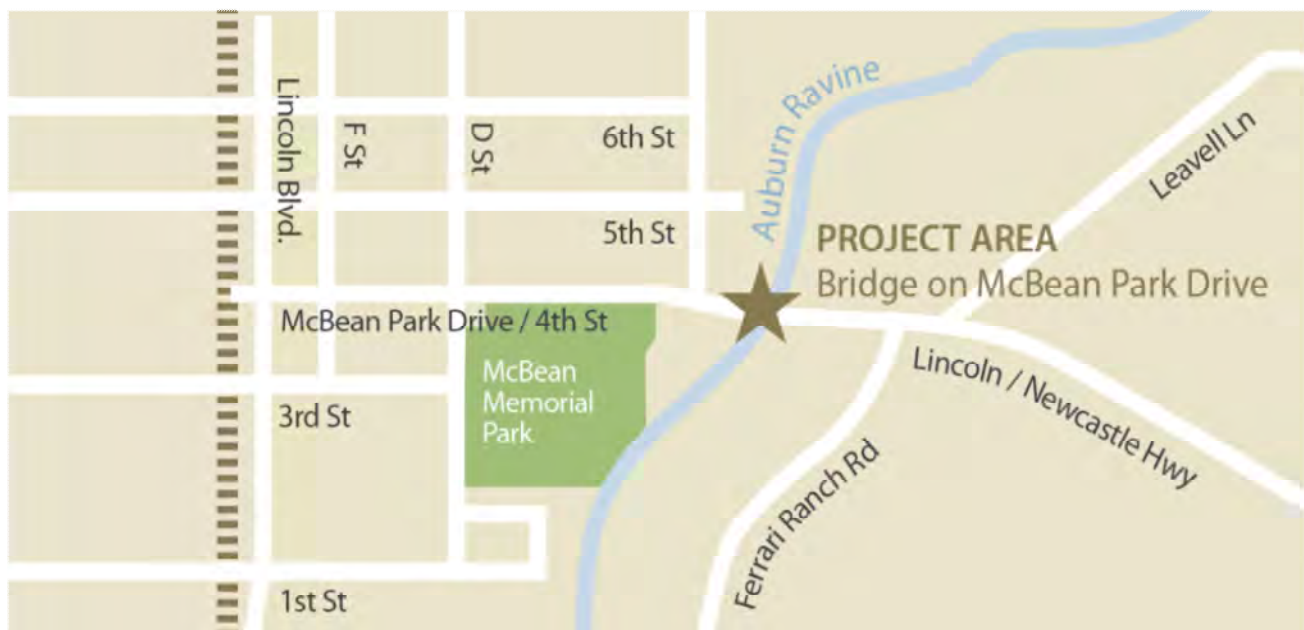 Lincoln Blvd.
F St
D St
6th St
5th St
Auburn Ravine
Leavell Ln
PROJECT AREA
Bridge on McBean Park Drive
McBean Park Drive / 4th St
McBean
Memorial
Park
Lincoln / Newcastle Hwy
3rd St
Ferrari Ranch Rd
1st St